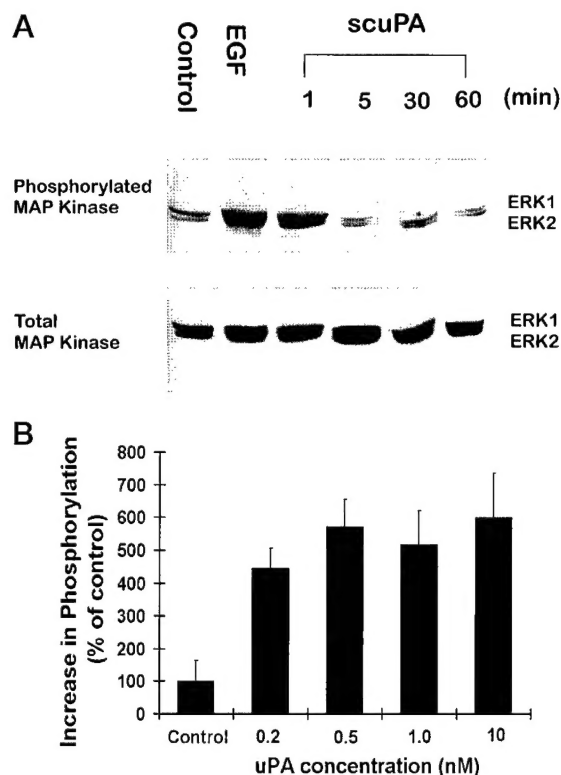 A
Control
EGF
scuPA
1 5 30 60 (min)
Phosphorylated
MAP Kinase
ERK1
ERK2
Total
MAP Kinase
ERK1
ERK2
B
Increase in Phosphorylation
(% of control)
800
700
600
500
400
300
200
100
0
Control 0.2 0.5 1.0 10
uPA concentration (nM)